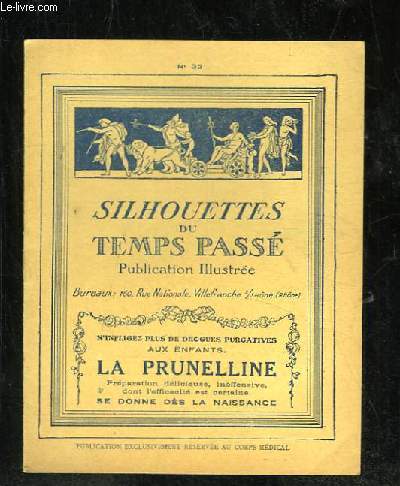 Le-livre.com
N° 33
SILHOUETTES
DU
TEMPS PASSÉ
Publication Illustrée
Bureaux: 160, Rue Nationale, Villefranche s/Saône (Rhône)
N'INFLIGEZ PLUS DE DROGUES PURGATIVES
AUX ENFANTS.
LA PRUNELLINE
Préparation délicieuse, inoffensive,
dont l'efficacité est certaine
SE DONNE DÈS LA NAISSANCE
PUBLICATION EXCLUSIVEMENT RÉSERVÉE AU CORPS MÉDICAL